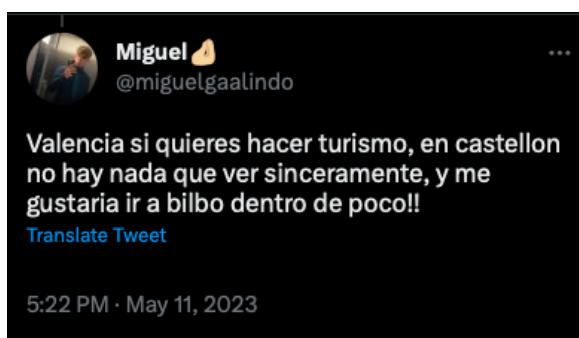 Miguel 🤌🏻
@miguelgaalindo
Valencia si quieres hacer turismo, en castellon
no hay nada que ver sinceramente, y me
gustaria ir a bilbo dentro de poco!!
Translate Tweet
5:22 PM · May 11, 2023